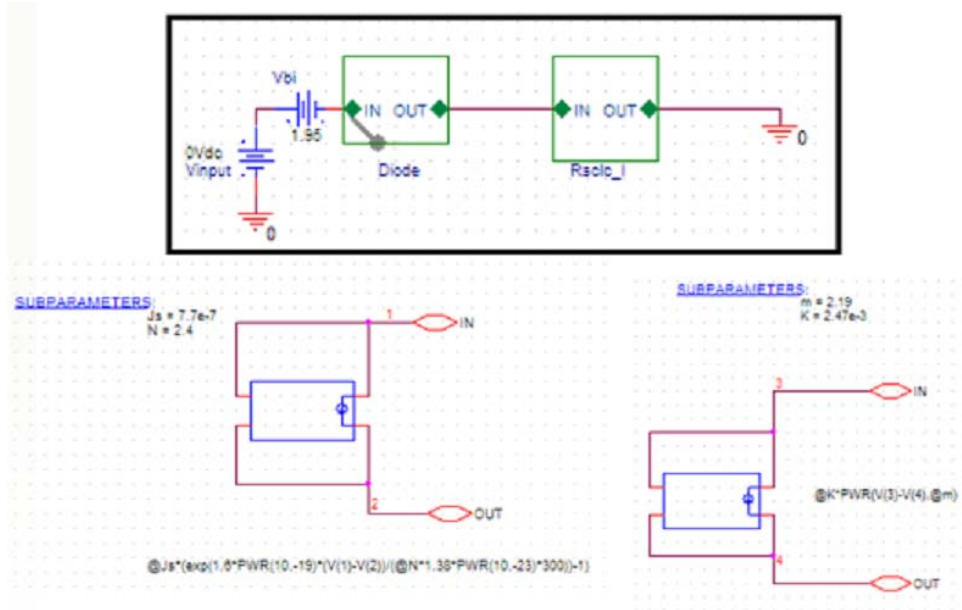 Vbi
IN OUT
IN OUT
1.95
0
0Vdc
Vinput
Diode
Rsclc_I
0
SUBPARAMETERS:
Js = 7.7e-7
N = 2.4
1
IN
2
OUT
@Js*(exp(1.6*PWR(10,-19)*(V(1)-V(2))/(@N*1.38*PWR(10,-23)*300))-1)
SUBPARAMETERS:
m = 2.19
K = 2.47e-3
3
IN
@K*PWR(V(3)-V(4),@m)
4
OUT